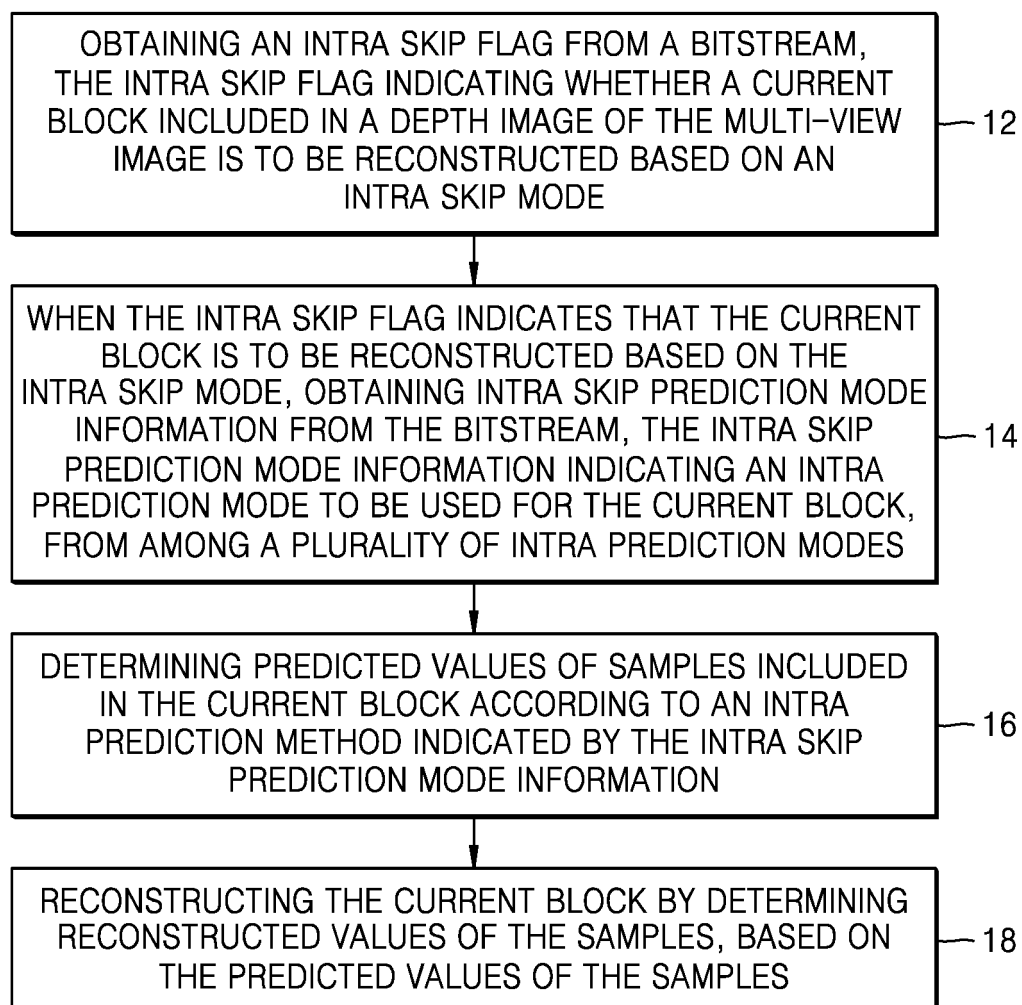 OBTAINING AN INTRA SKIP FLAG FROM A BITSTREAM,
THE INTRA SKIP FLAG INDICATING WHETHER A CURRENT
BLOCK INCLUDED IN A DEPTH IMAGE OF THE MULTI-VIEW
IMAGE IS TO BE RECONSTRUCTED BASED ON AN
INTRA SKIP MODE
12
WHEN THE INTRA SKIP FLAG INDICATES THAT THE CURRENT
BLOCK IS TO BE RECONSTRUCTED BASED ON THE
INTRA SKIP MODE, OBTAINING INTRA SKIP PREDICTION MODE
INFORMATION FROM THE BITSTREAM, THE INTRA SKIP
PREDICTION MODE INFORMATION INDICATING AN INTRA
PREDICTION MODE TO BE USED FOR THE CURRENT BLOCK,
FROM AMONG A PLURALITY OF INTRA PREDICTION MODES
14
DETERMINING PREDICTED VALUES OF SAMPLES INCLUDED
IN THE CURRENT BLOCK ACCORDING TO AN INTRA
PREDICTION METHOD INDICATED BY THE INTRA SKIP
PREDICTION MODE INFORMATION
16
RECONSTRUCTING THE CURRENT BLOCK BY DETERMINING
RECONSTRUCTED VALUES OF THE SAMPLES, BASED ON
THE PREDICTED VALUES OF THE SAMPLES
18